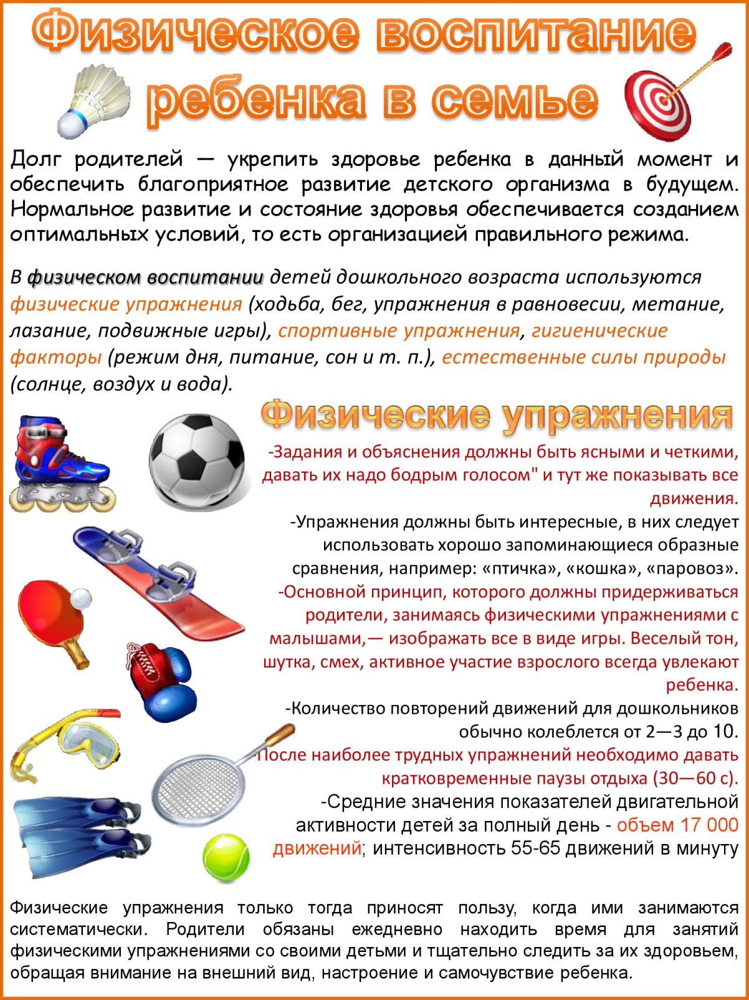 Физическое воспитание
ребенка в семье
Долг родителей — укрепить здоровье ребенка в данный момент и
обеспечить благоприятное развитие детского организма в будущем.
Нормальное развитие и состояние здоровья обеспечивается созданием
оптимальных условий, то есть организацией правильного режима.
В физическом воспитании детей дошкольного возраста используются
физические упражнения (ходьба, бег, упражнения в равновесии, метание,
лазание, подвижные игры), спортивные упражнения, гигиенические
факторы (режим дня, питание, сон и т. п.), естественные силы природы
(солнце, воздух и вода).
Физические упражнения
-Задания и объяснения должны быть ясными и четкими,
давать их надо бодрым голосом" и тут же показывать все
движения.
-Упражнения должны быть интересные, в них следует
использовать хорошо запоминающиеся образные
сравнения, например: «птичка», «кошка», «паровоз».
-Основной принцип, которого должны придерживаться
родители, занимаясь физическими упражнениями с
малышами,— изображать все в виде игры. Веселый тон,
шутка, смех, активное участие взрослого всегда увлекают
ребенка.
-Количество повторений движений для дошкольников
обычно колеблется от 2—3 до 10.
-После наиболее трудных упражнений необходимо давать
кратковременные паузы отдыха (30—60 с).
-Средние значения показателей двигательной
активности детей за полный день - объем 17 000
движений; интенсивность 55-65 движений в минуту
Физические упражнения только тогда приносят пользу, когда ими занимаются
систематически. Родители обязаны ежедневно находить время для занятий
физическими упражнениями со своими детьми и тщательно следить за их здоровьем,
обращая внимание на внешний вид, настроение и самочувствие ребенка.